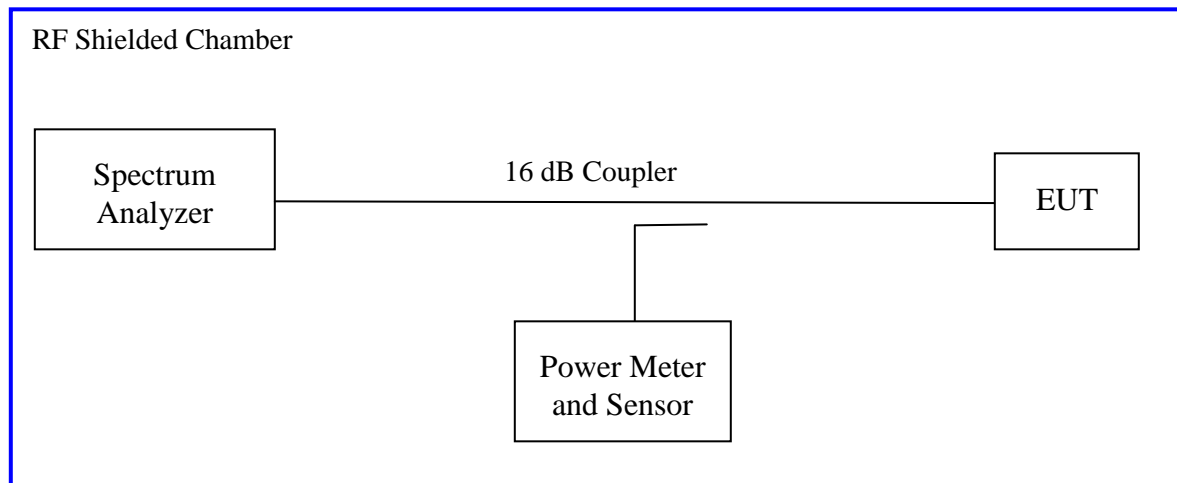 RF Shielded Chamber
Spectrum
Analyzer
16 dB Coupler
EUT
Power Meter
and Sensor